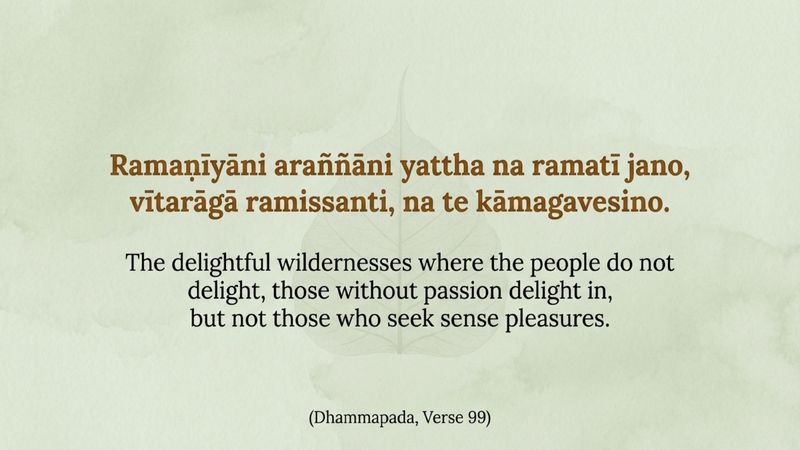 Ramaṇīyāni araññāni yattha na ramatī jano,
vītarāgā ramissanti, na te kāmagavesino.
The delightful wildernesses where the people do not
delight, those without passion delight in,
but not those who seek sense pleasures.
(Dhammapada, Verse 99)